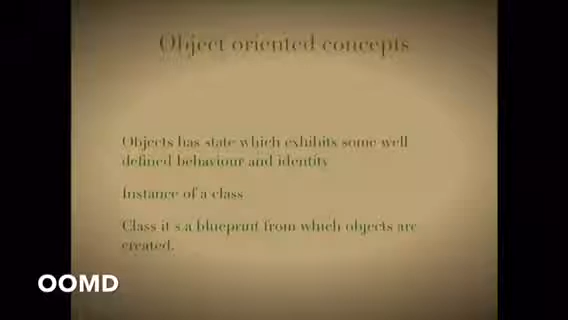 Object oriented concepts
Objects has state which exhibits some well
defined behaviour and identity
Instance of a class
Class it s a blueprint from which objects are
created.
OOMD